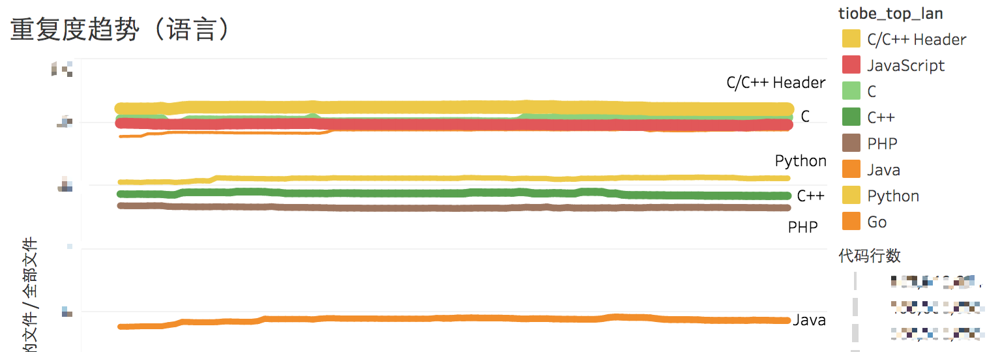 重复度趋势（语言）
C/C++ Header
C
Python
C++
PHP
Java
的文件 / 全部文件
tiobe_top_lan
C/C++ Header
JavaScript
C
C++
PHP
Java
Python
Go
代码行数